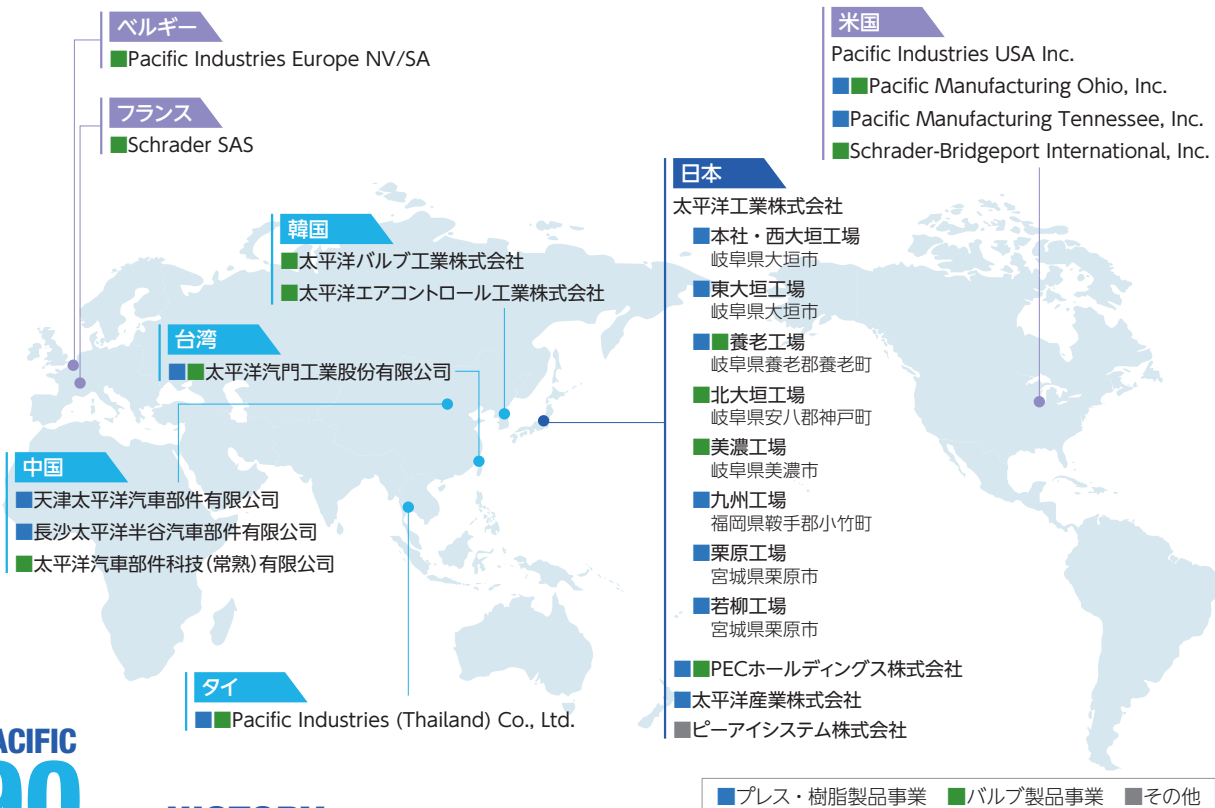 ベルギー
■Pacific Industries Europe NV/SA
フランス
■Schrader SAS
米国
Pacific Industries USA Inc.
■■Pacific Manufacturing Ohio, Inc.
■Pacific Manufacturing Tennessee, Inc.
■Schrader-Bridgeport International, Inc.
韓国
■太平洋バルブ工業株式会社
■太平洋エアコントロール工業株式会社
台湾
■■太平洋汽門工業股份有限公司
中国
■天津太平洋汽車部件有限公司
■長沙太平洋半谷汽車部件有限公司
■太平洋汽車部件科技(常熟)有限公司
タイ
■■Pacific Industries (Thailand) Co., Ltd.
日本
太平洋工業株式会社
■本社・西大垣工場
岐阜県大垣市
■東大垣工場
岐阜県大垣市
■■養老工場
岐阜県養老郡養老町
■北大垣工場
岐阜県安八郡神戸町
■美濃工場
岐阜県美濃市
■九州工場
福岡県鞍手郡小竹町
■栗原工場
宮城県栗原市
■若柳工場
宮城県栗原市
■■PECホールディングス株式会社
■太平洋産業株式会社
■ピーアイシステム株式会社
■プレス・樹脂製品事業 ■バルブ製品事業 ■その他